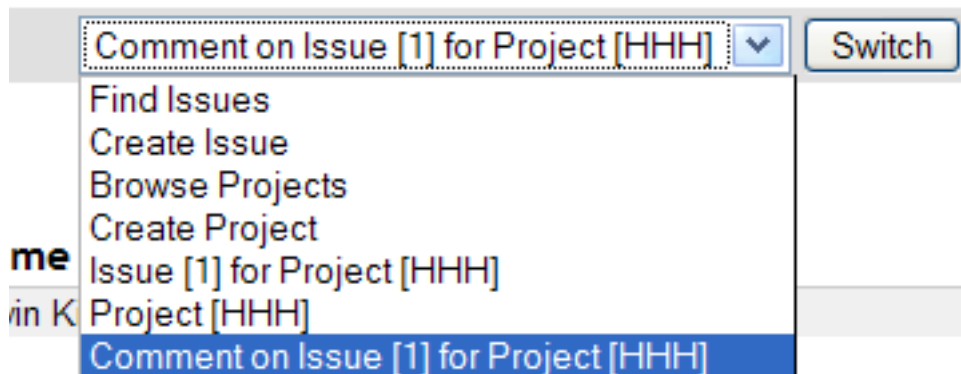 Comment on Issue [1] for Project [HHH] Switch
Find Issues
Create Issue
Browse Projects
Create Project
me
Issue [1] for Project [HHH]
vin K Project [HHH]
Comment on Issue [1] for Project [HHH]